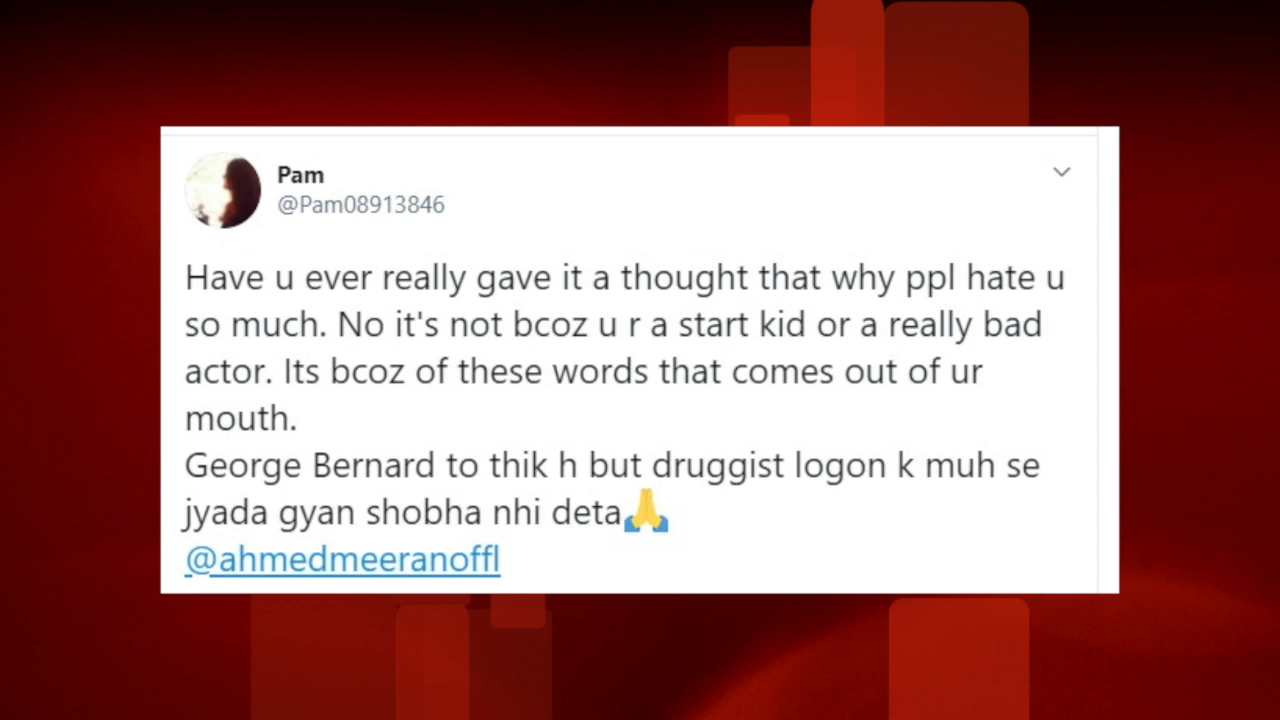 Pam
@Pam08913846
Have u ever really gave it a thought that why ppl hate u
so much. No it's not bcoz u r a start kid or a really bad
actor. Its bcoz of these words that comes out of ur
mouth.
George Bernard to thik h but druggist logon k muh se
jyada gyan shobha nhi deta🙏
@ahmedmeeranoffl